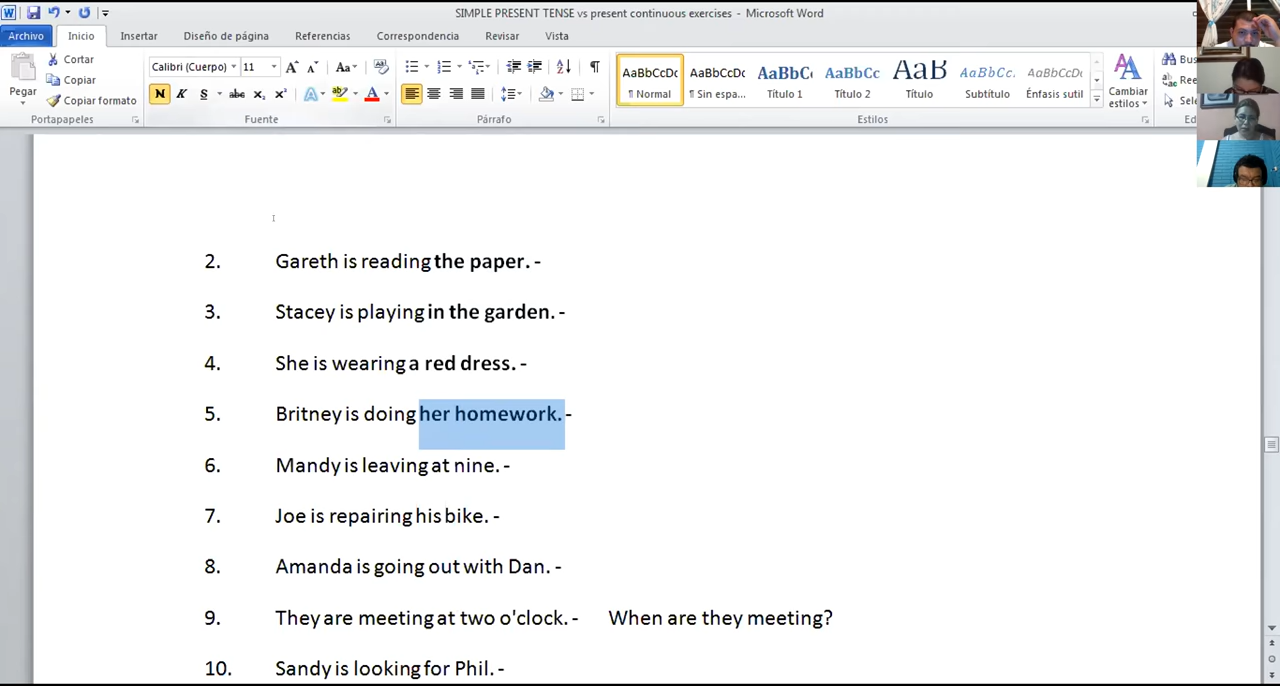 SIMPLE PRESENT TENSE vs present continuous exercises - Microsoft Word
Archivo Inicio Insertar Diseño de página Referencias Correspondencia Revisar Vista
Pegar
Cortar
Copiar
Copiar formato
Portapapeles
Calibri (Cuerpo) 11
N K S abc x₂ x²
Fuente
Párrafo
AaBbCcDc AaBbCcDc AaBbC AaBbCc AaB AaBbCc. AaBbCcDc
¶ Normal ¶ Sin espa... Título 1 Título 2 Título Subtítulo Énfasis sutil
Cambiar estilos
Estilos
2. Gareth is reading the paper. -
3. Stacey is playing in the garden. -
4. She is wearing a red dress. -
5. Britney is doing her homework. -
6. Mandy is leaving at nine. -
7. Joe is repairing his bike. -
8. Amanda is going out with Dan. -
9. They are meeting at two o'clock. - When are they meeting?
10. Sandy is looking for Phil. -